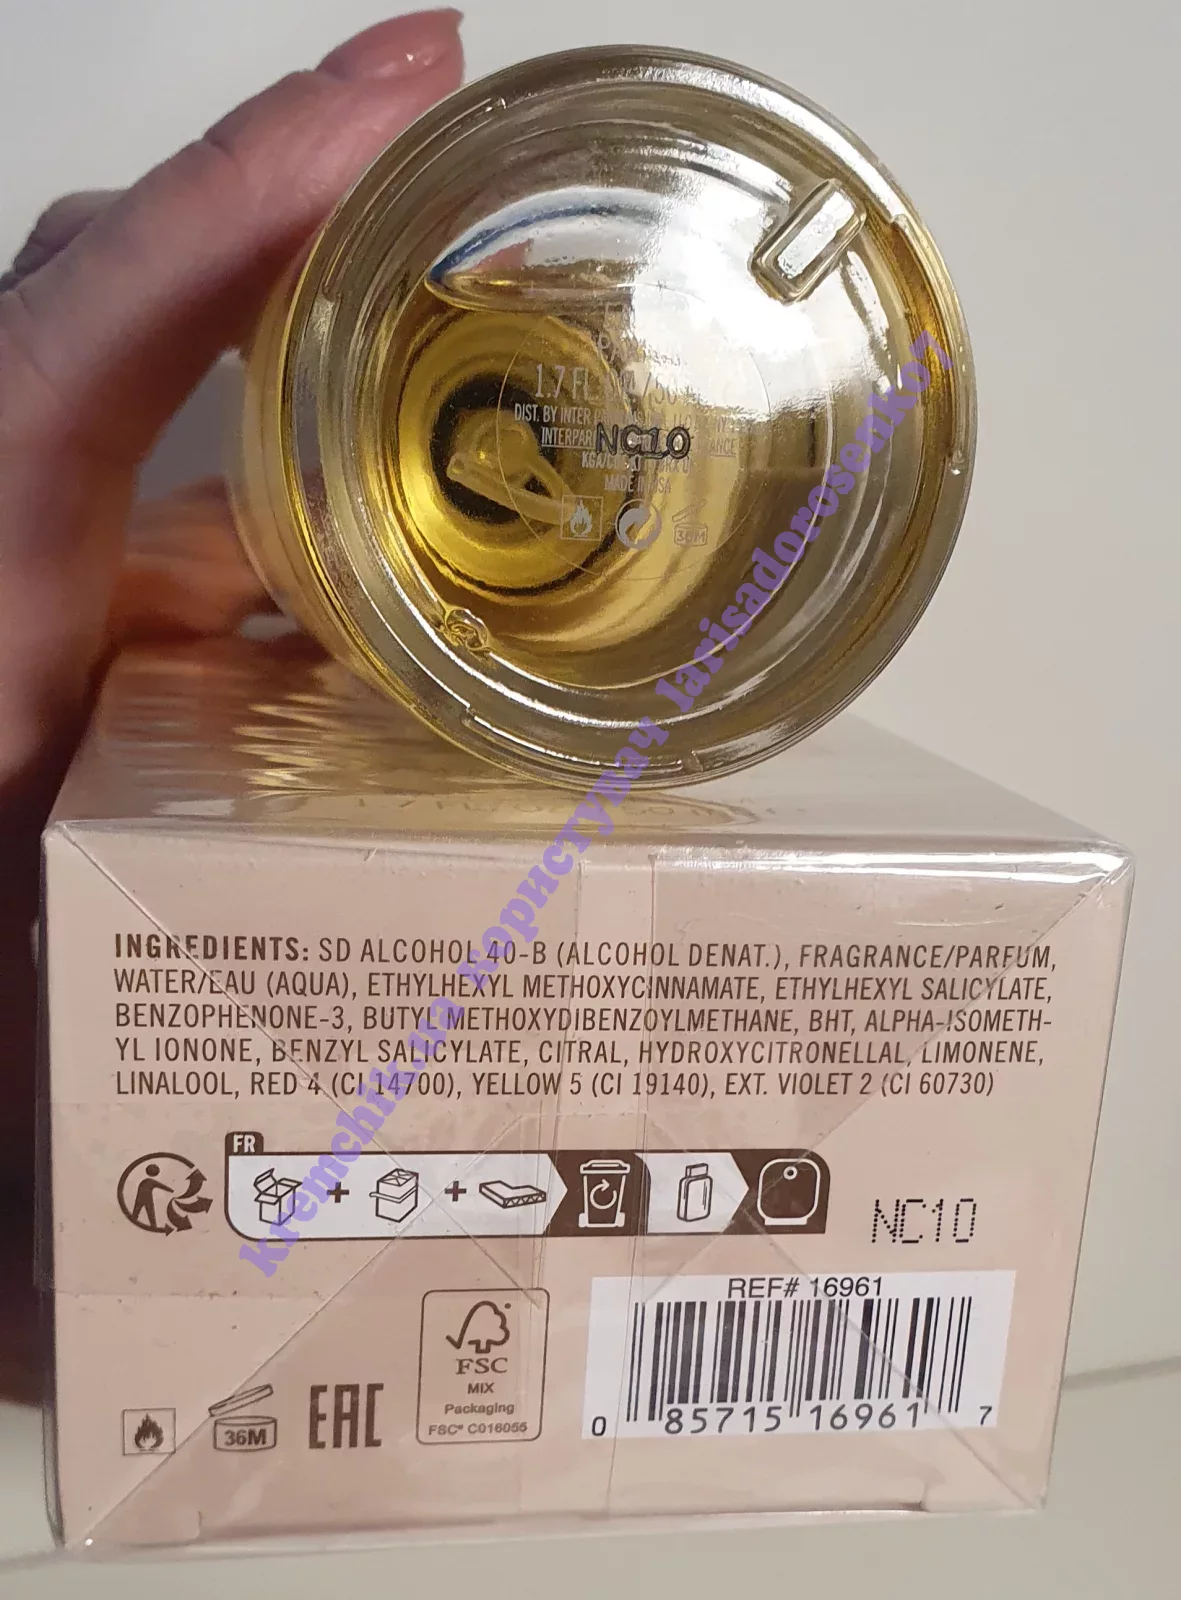 1.7 FL.
DIST. BY INTER
INTERPAR
MADE IN USA
36M
NC10
kremchik.ua користувач larisadorosenko7
INGREDIENTS: SD ALCOHOL 40-B (ALCOHOL DENAT.), FRAGRANCE/PARFUM,
WATER/EAU (AQUA), ETHYLHEXYL METHOXYCINNAMATE, ETHYLHEXYL SALICYLATE,
BENZOPHENONE-3, BUTYL METHOXYDIBENZOYLMETHANE, BHT, ALPHA-ISOMETH-
YL IONONE, BENZYL SALICYLATE, CITRAL, HYDROXYCITRONELLAL, LIMONENE,
LINALOOL, RED 4 (CI 14700), YELLOW 5 (CI 19140), EXT. VIOLET 2 (CI 60730)
FR
NC10
REF# 16961
0 85715 16961 7
FSC
MIX
Packaging
FSC® C016055
36M
EAC